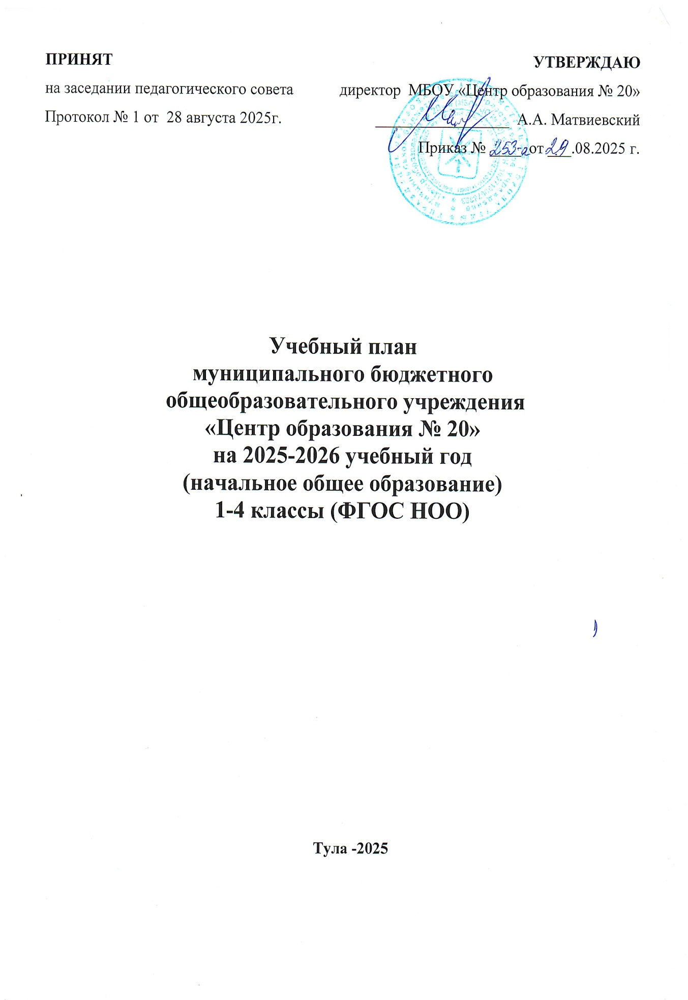 ПРИНЯТ
УТВЕРЖДАЮ
на заседании педагогического совета
директор МБОУ «Центр образования № 20»
Протокол № 1 от 28 августа 2025г.
А.А. Матвиевский
Приказ № 253-а от 29.08.2025 г.
Учебный план
муниципального бюджетного
общеобразовательного учреждения
«Центр образования № 20»
на 2025-2026 учебный год
(начальное общее образование)
1-4 классы (ФГОС НОО)
Тула -2025